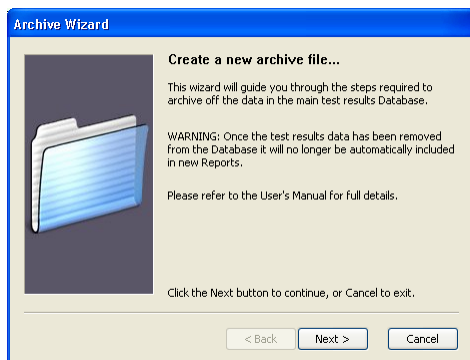 Archive Wizard
Create a new archive file...
This wizard will guide you through the steps required to
archive off the data in the main test results Database.
WARNING: Once the test results data has been removed
from the Database it will no longer be automatically included
in new Reports.
Please refer to the User's Manual for full details.
Click the Next button to continue, or Cancel to exit.
< Back Next > Cancel